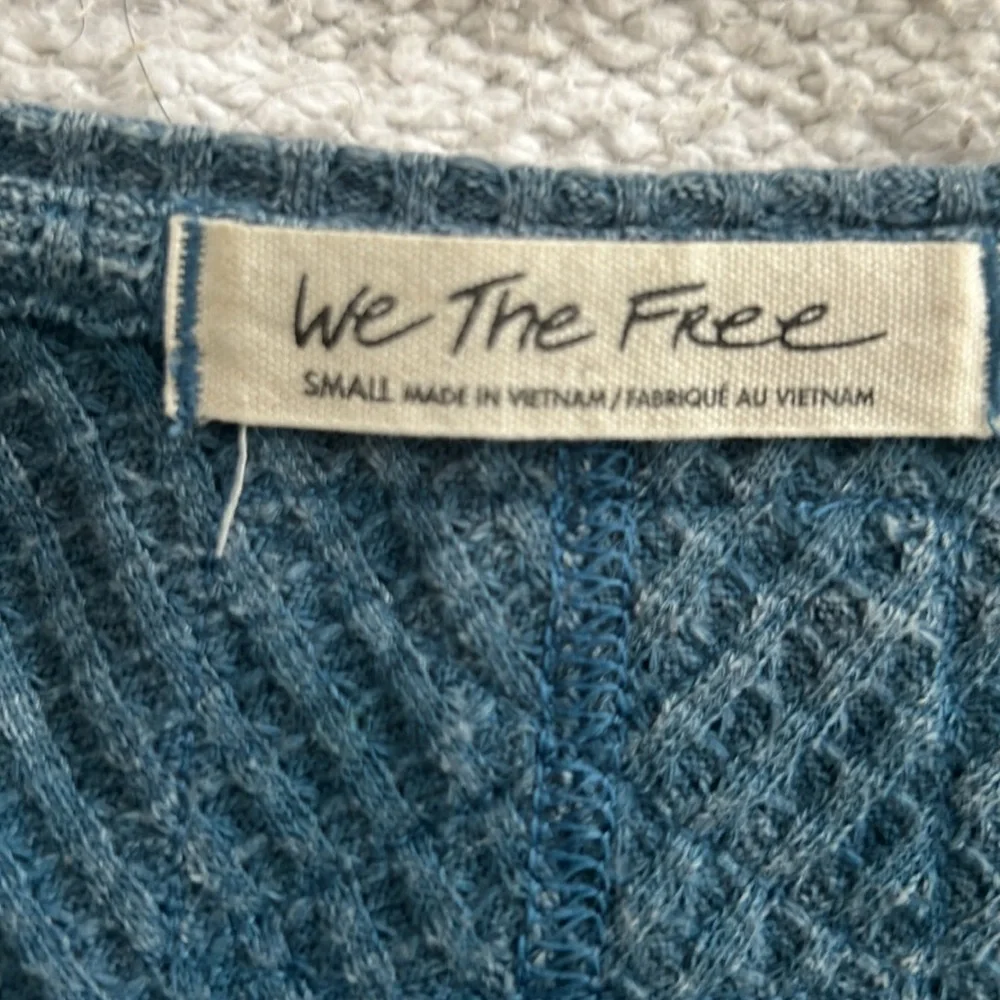 We The Free
SMALL MADE IN VIETNAM / FABRIQUÉ AU VIETNAM